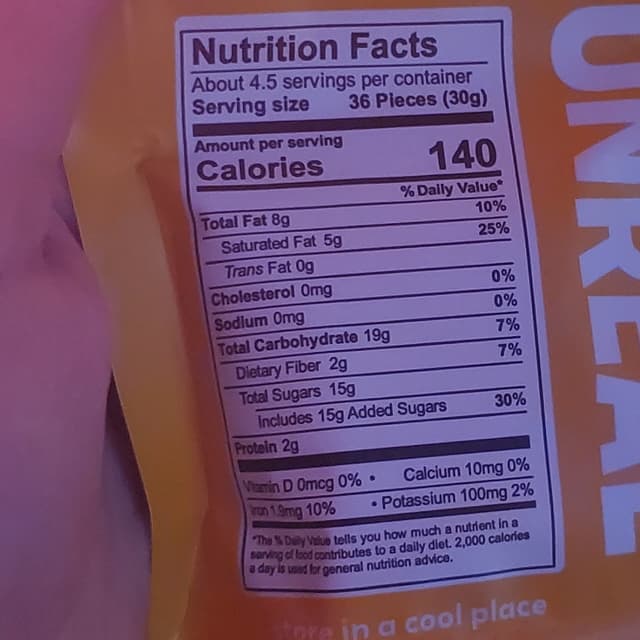 Nutrition Facts
About 4.5 servings per container
Serving size 36 Pieces (30g)
Amount per serving
Calories 140
% Daily Value*
Total Fat 8g 10%
Saturated Fat 5g 25%
Trans Fat 0g
Cholesterol 0mg 0%
Sodium 0mg 0%
Total Carbohydrate 19g 7%
Dietary Fiber 2g 7%
Total Sugars 15g
Includes 15g Added Sugars 30%
Protein 2g
Vitamin D 0mcg 0% • Calcium 10mg 0%
Iron 1.9mg 10% • Potassium 100mg 2%
*The % Daily Value tells you how much a nutrient in a
serving of food contributes to a daily diet. 2,000 calories
a day is used for general nutrition advice.
UNREAL
Store in a cool place